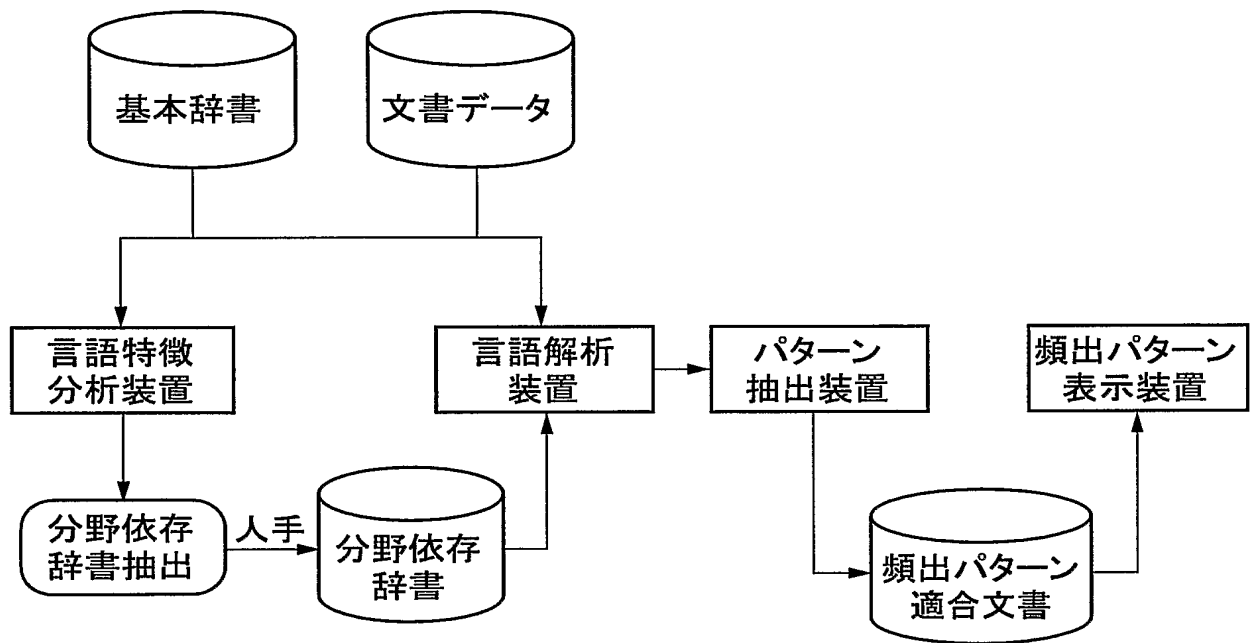 基本辞書
文書データ
言語特徴
分析装置
言語解析
装置
パターン
抽出装置
頻出パターン
表示装置
分野依存
辞書抽出
人手
分野依存
辞書
頻出パターン
適合文書